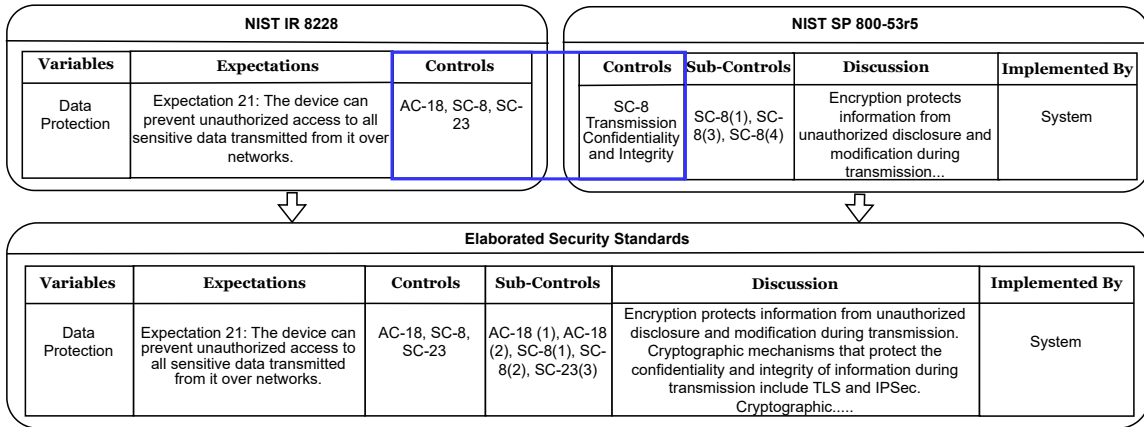 NIST IR 8228
Variables
Expectations
Controls
Data
Protection
Expectation 21: The device can
prevent unauthorized access to all
sensitive data transmitted from it over
networks.
AC-18, SC-8, SC-
23
NIST SP 800-53r5
Controls
Sub-Controls
Discussion
Implemented By
SC-8
Transmission
Confidentiality
and Integrity
SC-8(1), SC-
8(3), SC-8(4)
Encryption protects
information from
unauthorized disclosure and
modification during
transmission...
System
Elaborated Security Standards
Variables
Expectations
Controls
Sub-Controls
Discussion
Implemented By
Data
Protection
Expectation 21: The device can
prevent unauthorized access to
all sensitive data transmitted
from it over networks.
AC-18, SC-8,
SC-23
AC-18 (1), AC-18
(2), SC-8(1), SC-
8(2), SC-23(3)
Encryption protects information from unauthorized
disclosure and modification during transmission.
Cryptographic mechanisms that protect the
confidentiality and integrity of information during
transmission include TLS and IPSec.
Cryptographic.....
System